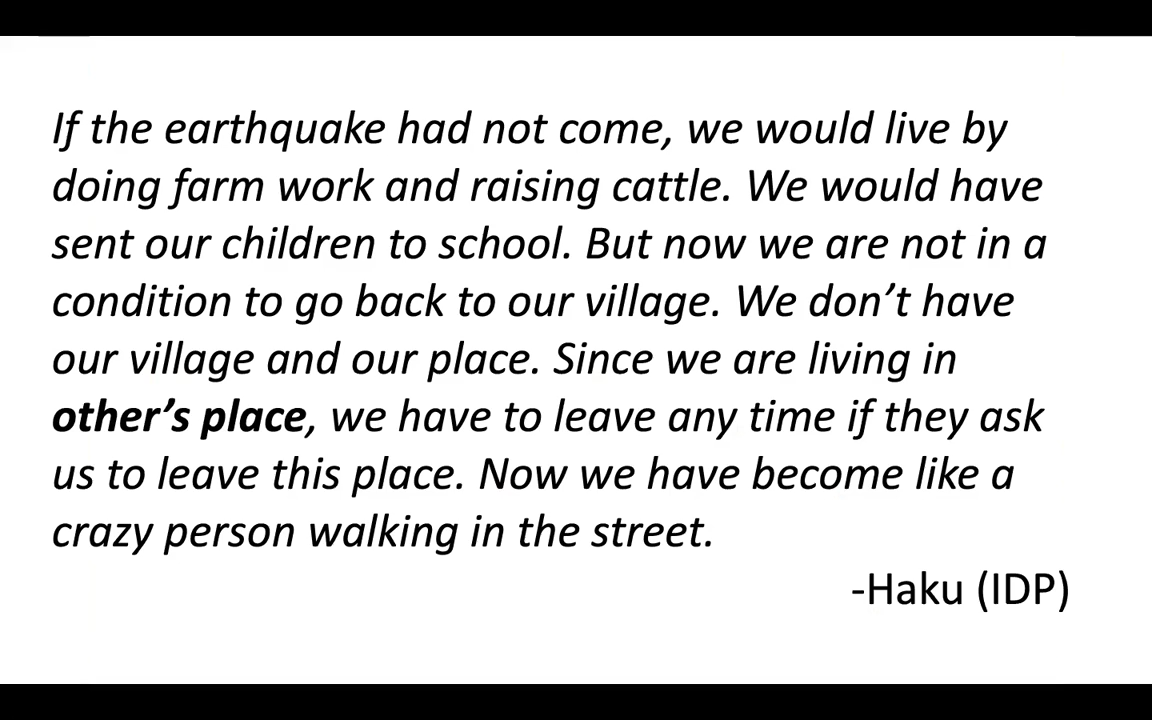 If the earthquake had not come, we would live by
doing farm work and raising cattle. We would have
sent our children to school. But now we are not in a
condition to go back to our village. We don’t have
our village and our place. Since we are living in
other’s place, we have to leave any time if they ask
us to leave this place. Now we have become like a
crazy person walking in the street.
-Haku (IDP)